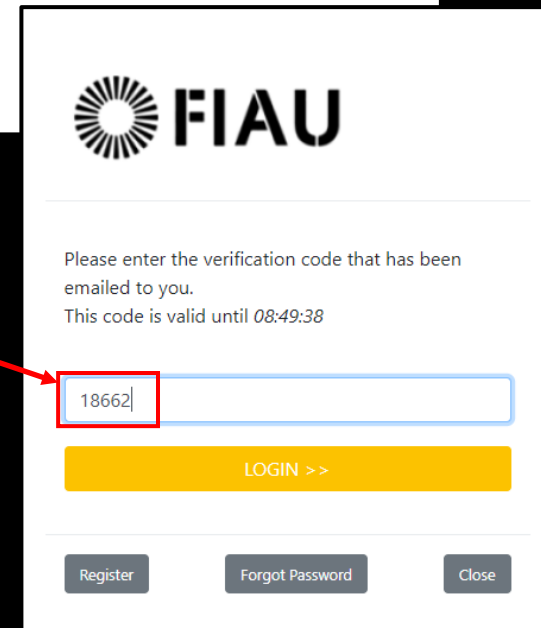 FIAU
Please enter the verification code that has been
emailed to you.
This code is valid until 08:49:38
18662
LOGIN >>
Register Forgot Password Close